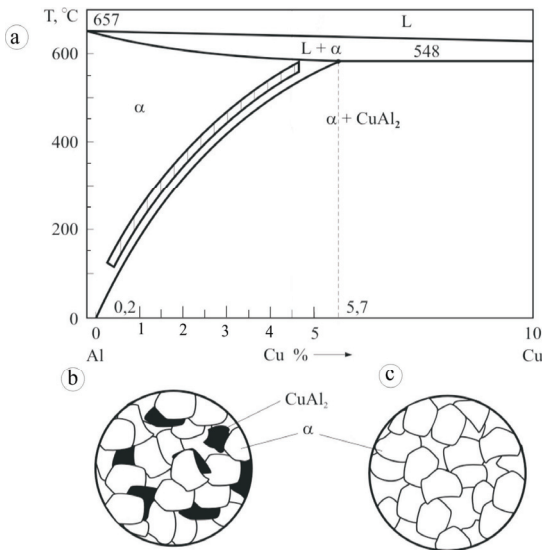 a
T, °C
657
L
600
L + α
548
α
400
α + CuAl₂
200
0
0,2
5,7
0
1
2
3
4
5
10
Al
Cu % →
Cu
b
c
CuAl₂
α